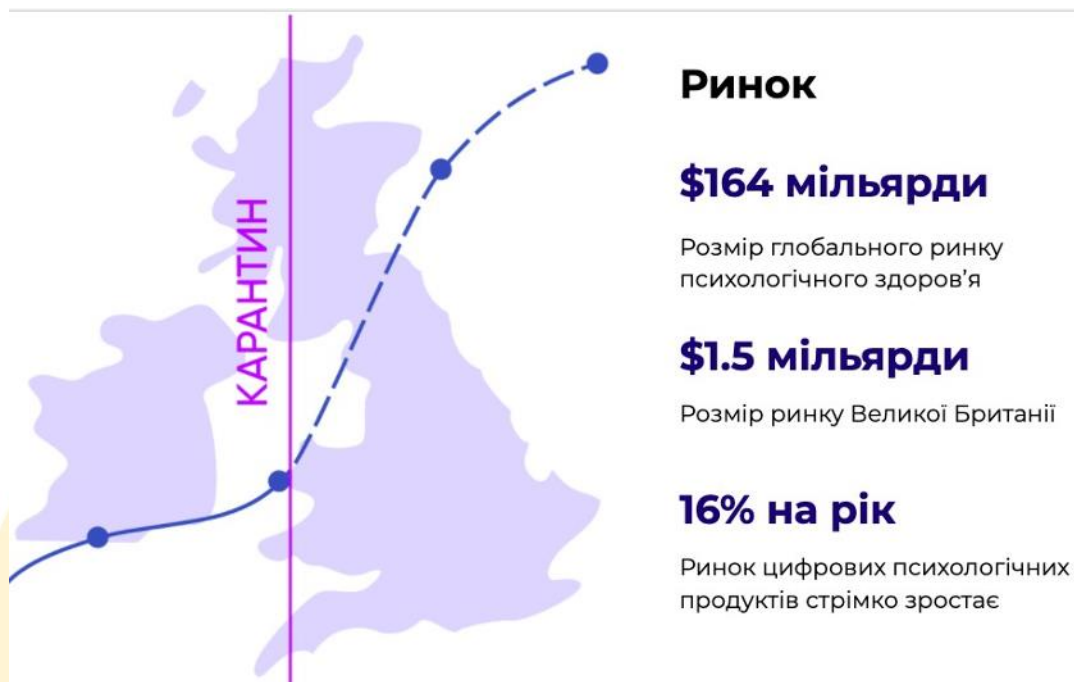 КАРАНТИН
Ринок
$164 мільярди
Розмір глобального ринку
психологічного здоров'я
$1.5 мільярди
Розмір ринку Великої Британії
16% на рік
Ринок цифрових психологічних
продуктів стрімко зростає